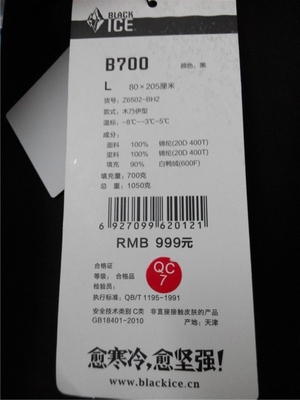 BLACK
ICE
B700 颜色：黑
L 80×205厘米
货号：Z6502-BH2
款式：木乃伊型
温标：-8℃--3℃-5℃
成分：
面料 100% 锦纶(20D 400T)
里料 100% 锦纶(20D 400T)
填充 90% 白鸭绒(600F)
填充量：700克
总 重：1050克
6927099620121
RMB 999元
合格证
等级： 合格品
检验员：
QC
7
执行标准：QB/T 1195-1991
安全技术类别 C类 非直接接触皮肤的产品
GB18401-2010 产地：天津
愈寒冷，愈坚强！
www.blackice.cn